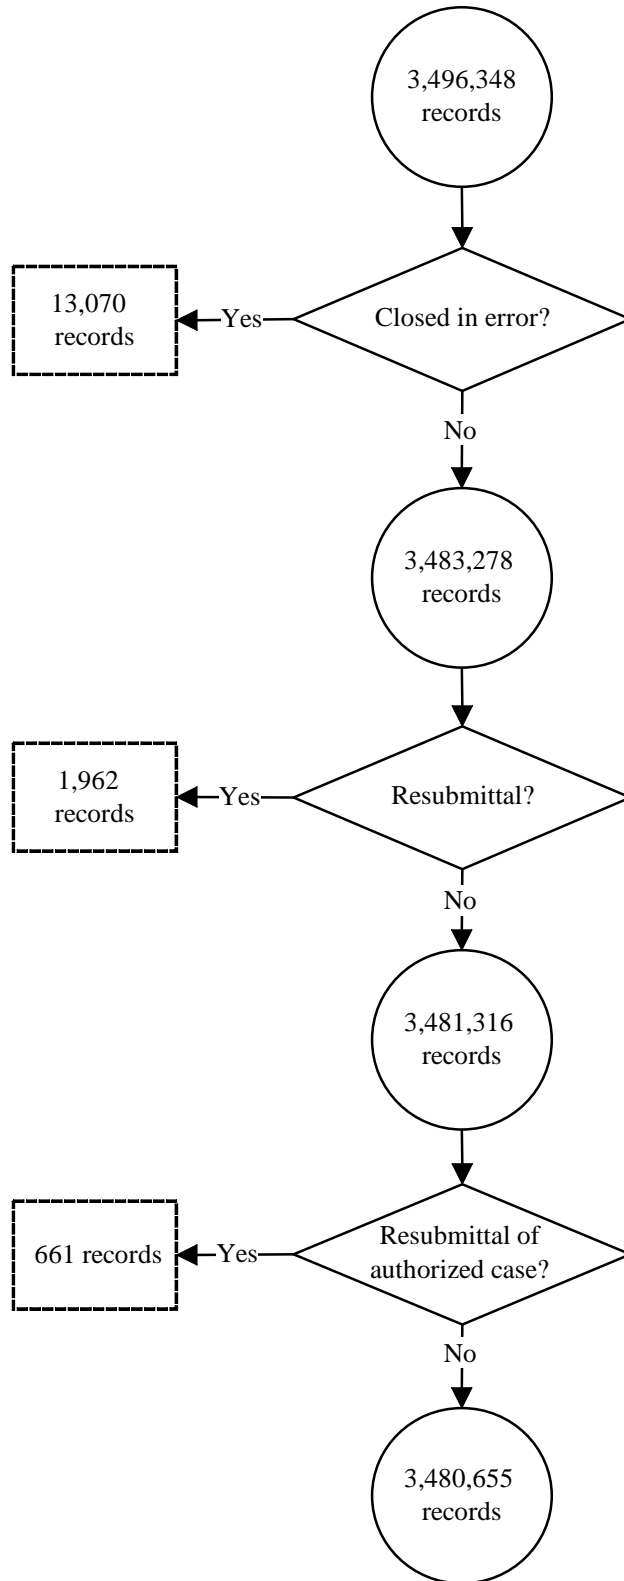 3,496,348
records
Closed in error?
Yes
13,070
records
No
3,483,278
records
Resubmittal?
Yes
1,962
records
No
3,481,316
records
Resubmittal of
authorized case?
Yes
661 records
No
3,480,655
records